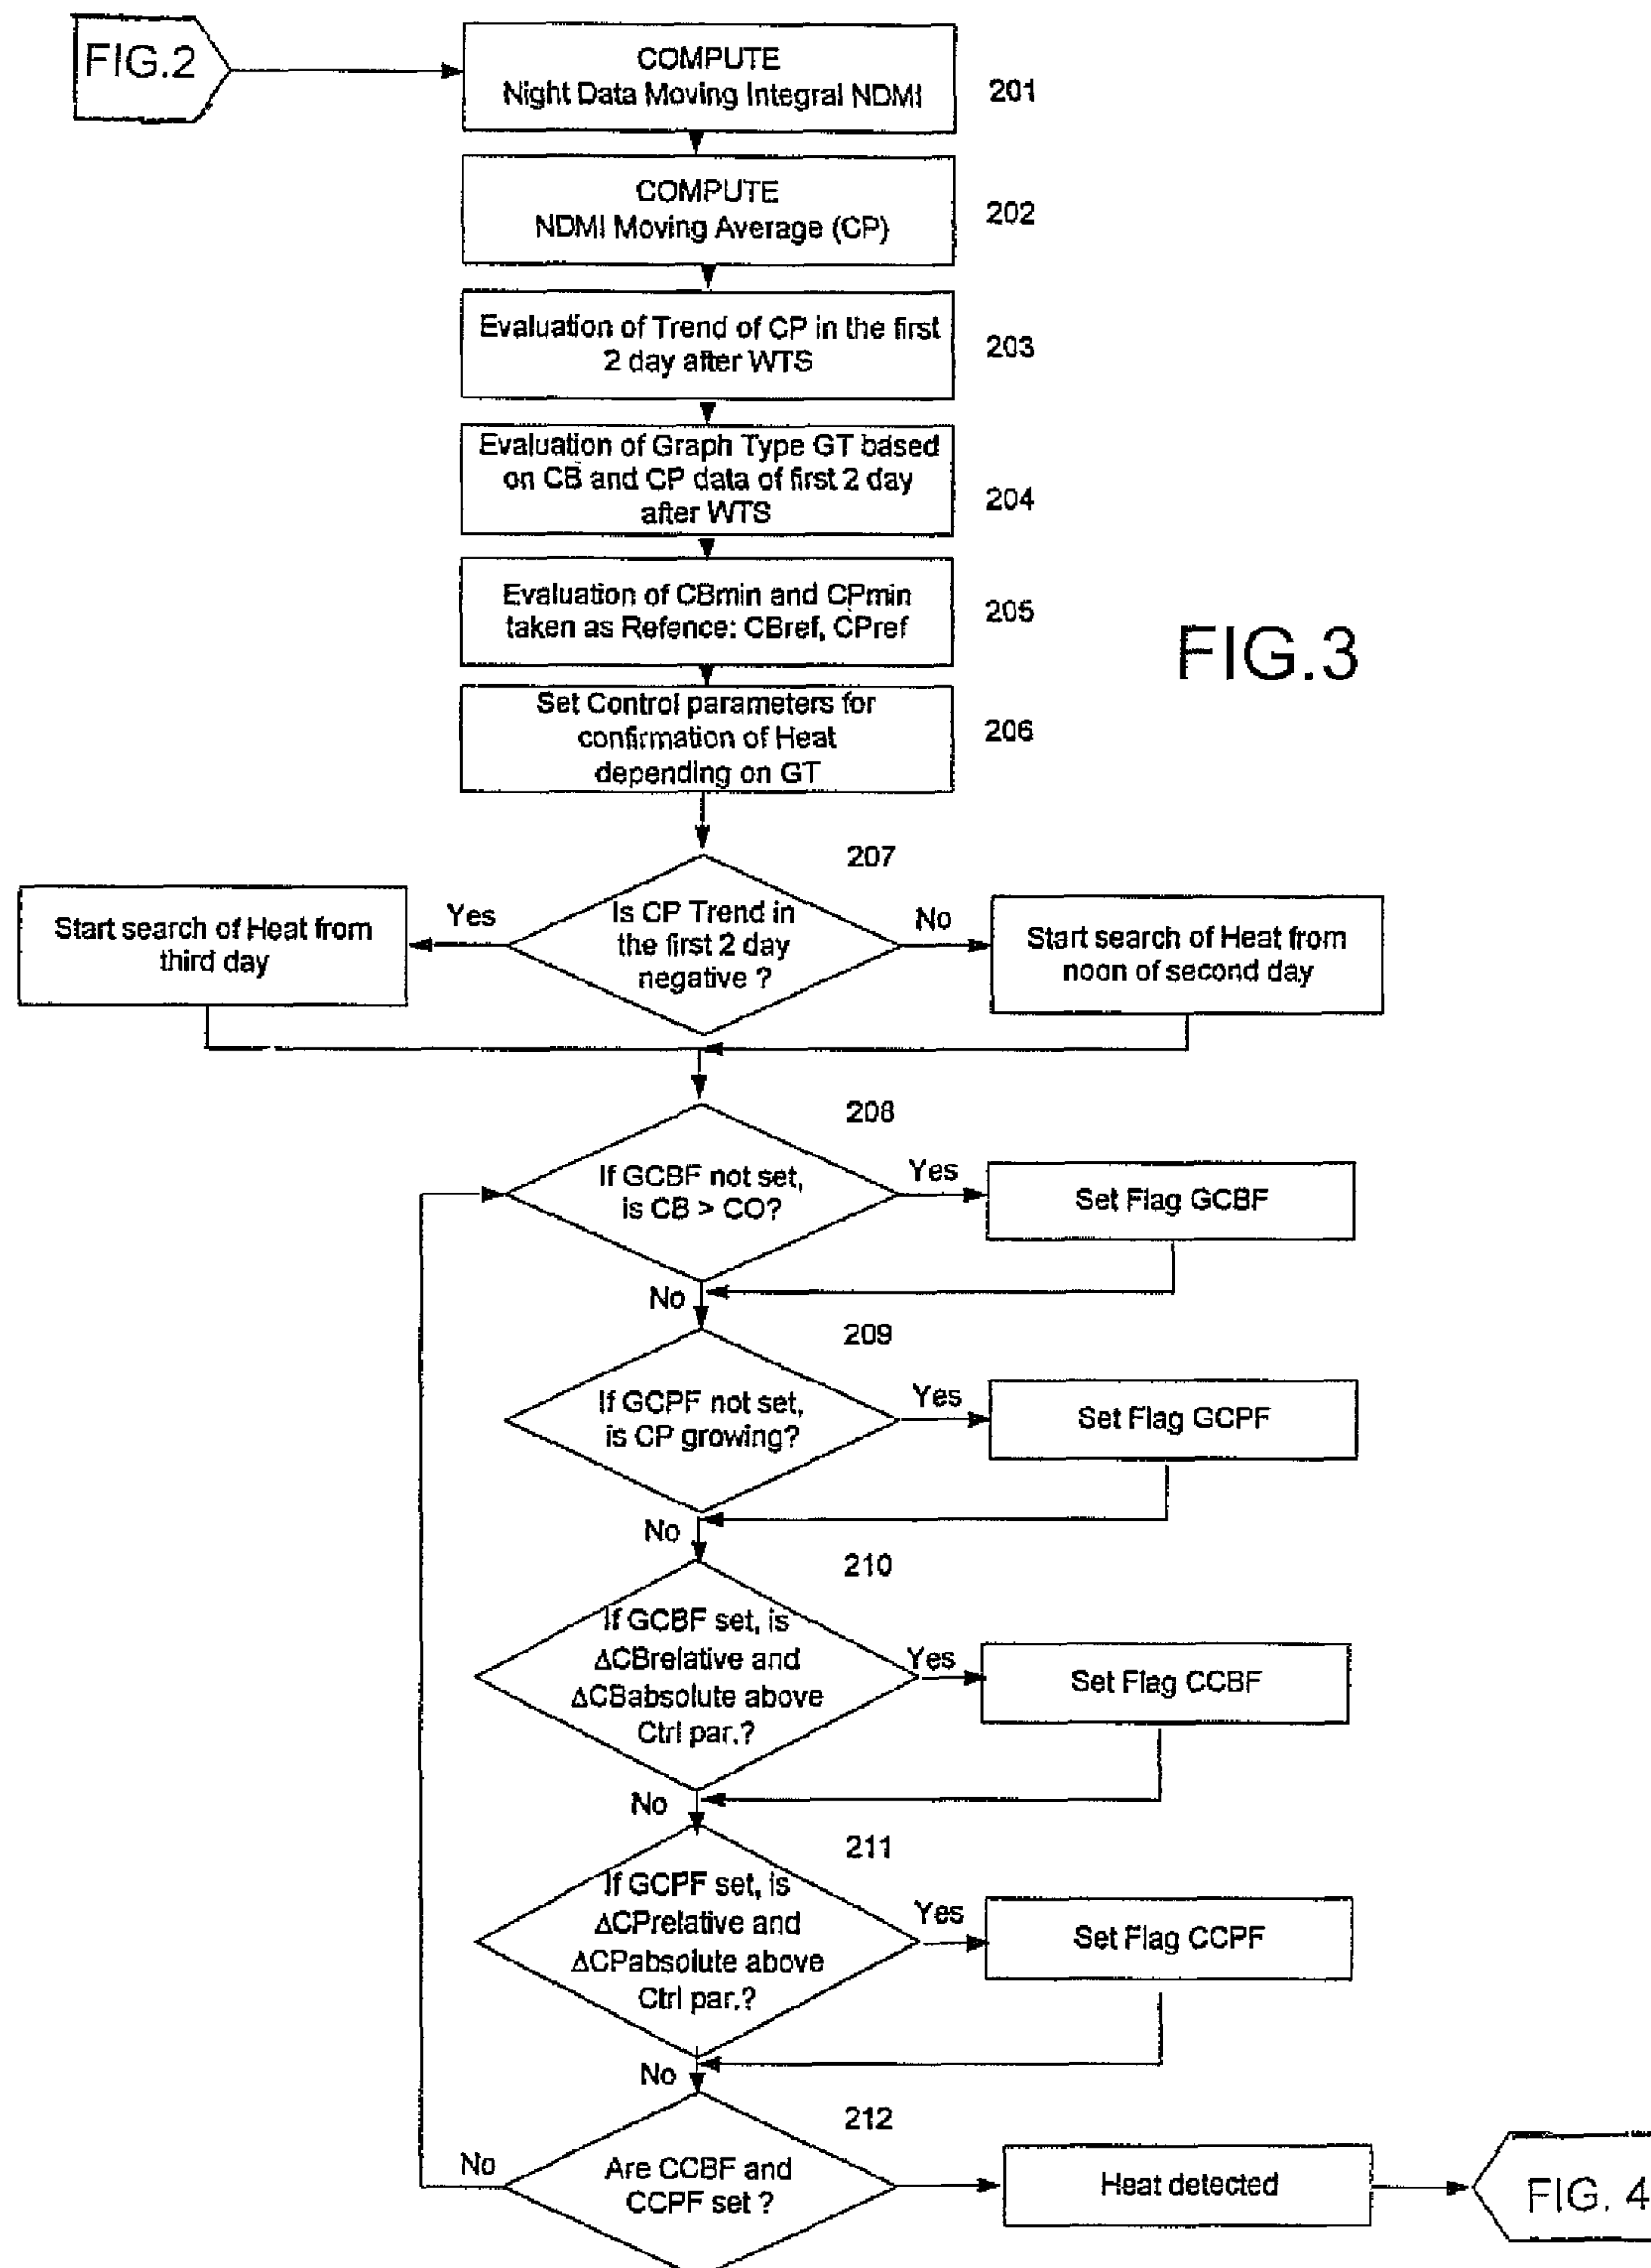 FIG.2
COMPUTE
Night Data Moving Integral NDMI
201
COMPUTE
NDMI Moving Average (CP)
202
Evaluation of Trend of CP in the first
2 day after WTS
203
Evaluation of Graph Type GT based
on CB and CP data of first 2 day
after WTS
204
Evaluation of CBmin and CPmin
taken as Refence: CBref, CPref
205
FIG.3
Set Control parameters for
confirmation of Heat
depending on GT
206
207
Is CP Trend in
the first 2 day
negative ?
Yes
Start search of Heat from
third day
No
Start search of Heat from
noon of second day
208
If GCBF not set,
is CB > CO?
Yes
Set Flag GCBF
No
209
If GCPF not set,
is CP growing?
Yes
Set Flag GCPF
No
210
If GCBF set, is
ΔCBrelative and
ΔCBabsolute above
Ctrl par.?
Yes
Set Flag CCBF
No
211
If GCPF set, is
ΔCPrelative and
ΔCPabsolute above
Ctrl par.?
Yes
Set Flag CCPF
No
212
No
Are CCBF and
CCPF set ?
Heat detected
FIG. 4